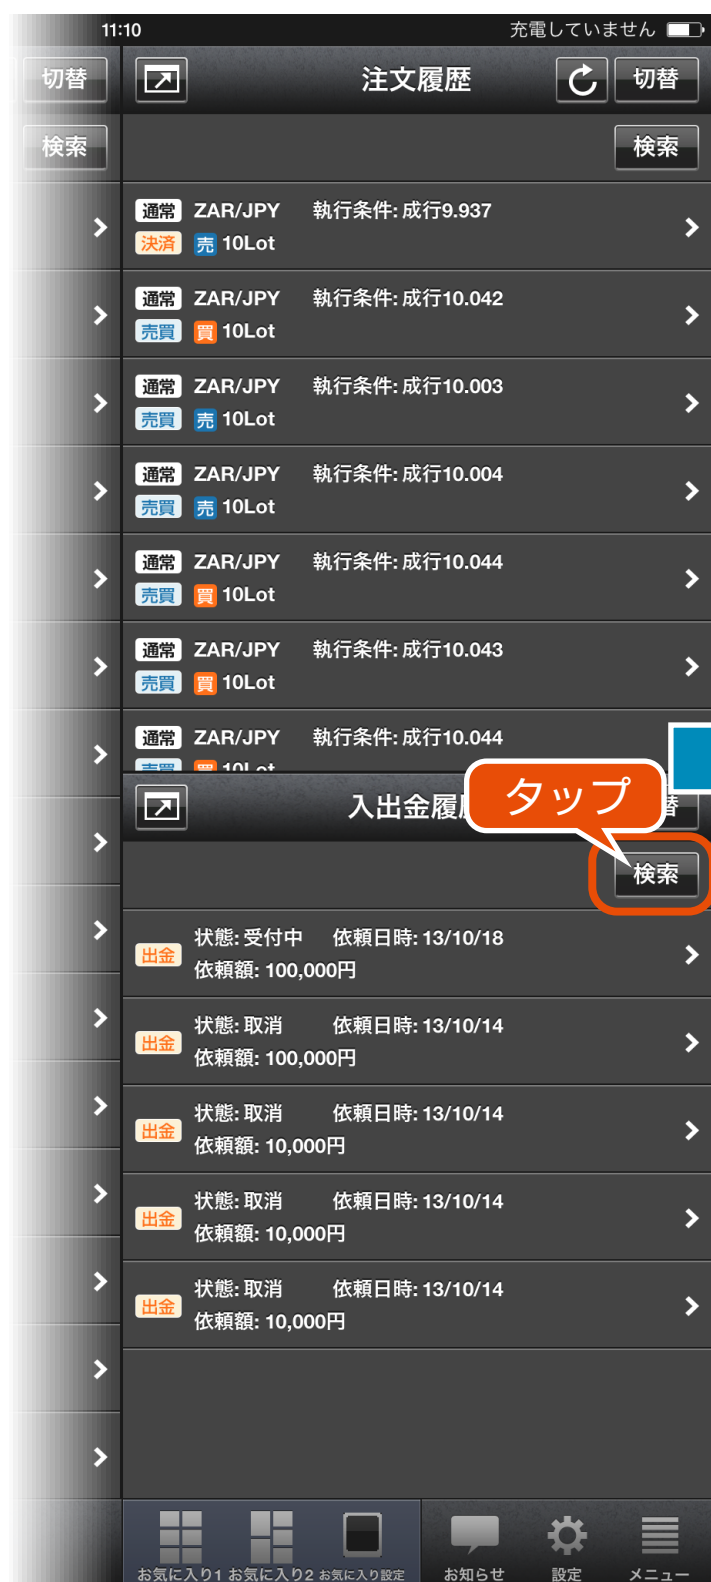 11:10 充電していません
切替 注文履歴 切替
検索 検索
通常 ZAR/JPY 執行条件: 成行9.937
決済 売 10Lot
通常 ZAR/JPY 執行条件: 成行10.042
売買 買 10Lot
通常 ZAR/JPY 執行条件: 成行10.003
売買 売 10Lot
通常 ZAR/JPY 執行条件: 成行10.004
売買 売 10Lot
通常 ZAR/JPY 執行条件: 成行10.044
売買 買 10Lot
通常 ZAR/JPY 執行条件: 成行10.043
売買 買 10Lot
通常 ZAR/JPY 執行条件: 成行10.044
売買 買 10Lot
タップ
入出金履歴 替
検索
出金 状態: 受付中 依頼日時: 13/10/18
依頼額: 100,000円
出金 状態: 取消 依頼日時: 13/10/14
依頼額: 100,000円
出金 状態: 取消 依頼日時: 13/10/14
依頼額: 10,000円
出金 状態: 取消 依頼日時: 13/10/14
依頼額: 10,000円
出金 状態: 取消 依頼日時: 13/10/14
依頼額: 10,000円
お気に入り1 お気に入り2 お気に入り設定 お知らせ 設定 メニュー